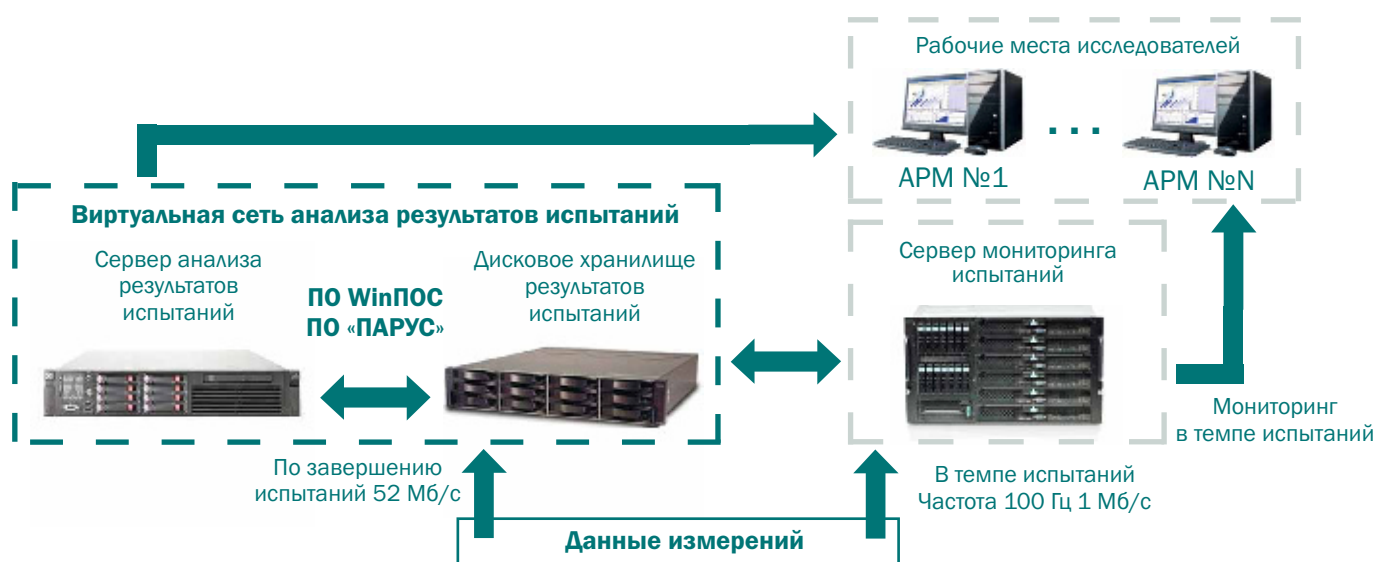 Рабочие места исследователей
...
АРМ №1
АРМ №N
Виртуальная сеть анализа результатов испытаний
Сервер анализа
результатов
испытаний
ПО WinПОС
ПО «ПАРУС»
Дисковое хранилище
результатов
испытаний
Сервер мониторинга
испытаний
Мониторинг
в темпе испытаний
По завершению
испытаний 52 Мб/с
В темпе испытаний
Частота 100 Гц 1 Мб/с
Данные измерений